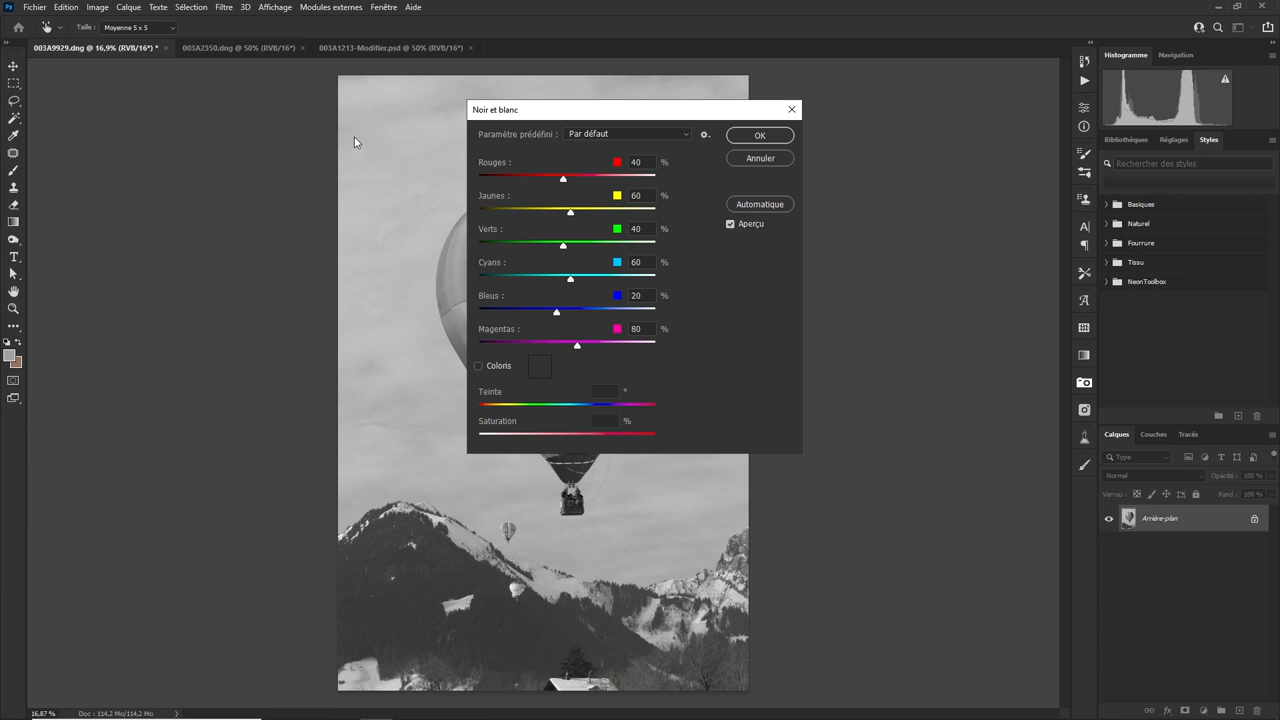 Ps Fichier Edition Image Calque Texte Sélection Filtre 3D Affichage Modules externes Fenêtre Aide
Taille : Moyenne 5 x 5
003A9929.dng @ 16,9% (RVB/16*) * × 003A2350.dng @ 50% (RVB/16*) × 003A1213-Modifier.psd @ 50% (RVB/16*) ×
Histogramme Navigation
Noir et blanc
Paramètre prédéfini : Par défaut
OK
Annuler
Automatique
Aperçu
Rouges : 40 %
Jaunes : 60 %
Verts : 40 %
Cyans : 60 %
Bleus : 20 %
Magentas : 80 %
Coloris
Teinte °
Saturation %
Bibliothèques Réglages Styles
Rechercher des styles
Basiques
Naturel
Fourrure
Tissu
NeonToolbox
Calques Couches Tracés
Type
Normal Opacité : 100 %
Verrou : Fond : 100 %
Arrière-plan
16,87 % Doc : 114,2 Mo/114,2 Mo